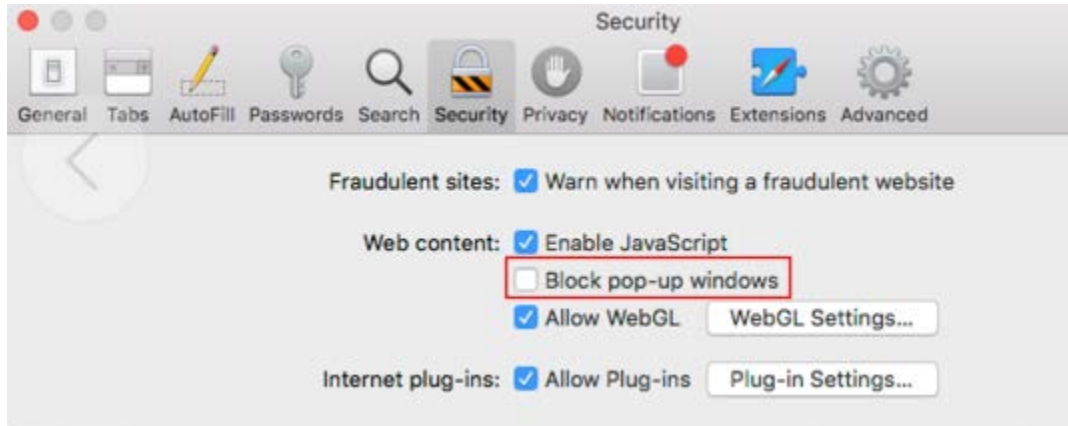 Security
General Tabs AutoFill Passwords Search Security Privacy Notifications Extensions Advanced
Fraudulent sites: Warn when visiting a fraudulent website
Web content: Enable JavaScript
Block pop-up windows
Allow WebGL WebGL Settings...
Internet plug-ins: Allow Plug-ins Plug-in Settings...